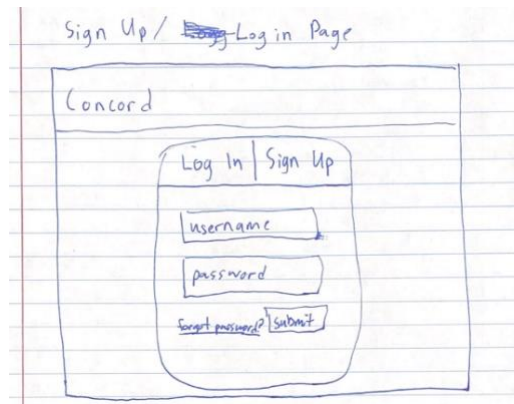 Sign Up/ Log in Page
Concord
Log In | Sign Up
username
password
forgot password? submit